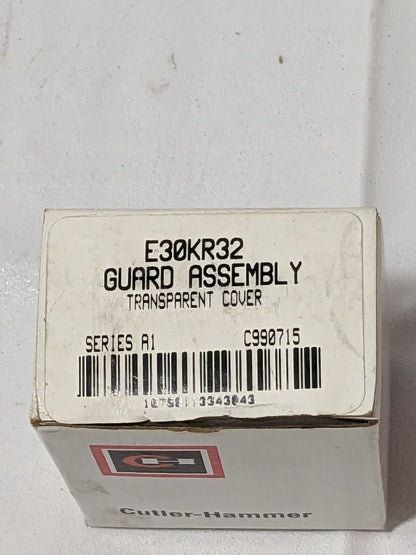 E30KR32
GUARD ASSEMBLY
TRANSPARENT COVER
SERIES A1 C990715
Cutler-Hammer